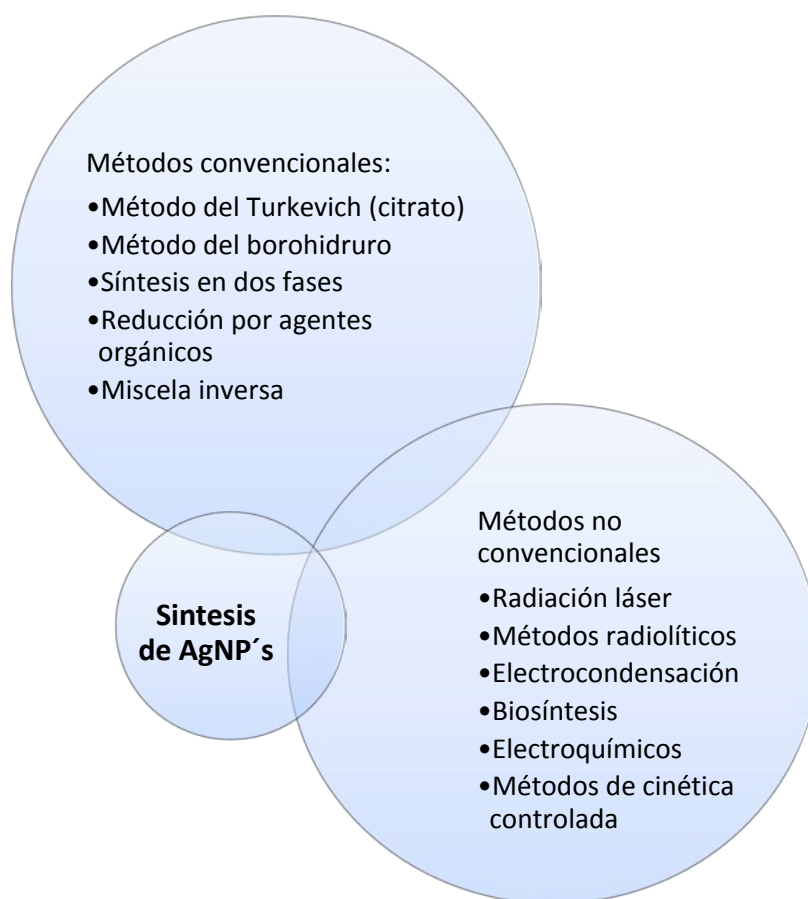 Métodos convencionales:
•Método del Turkevich (citrato)
•Método del borohidruro
•Síntesis en dos fases
•Reducción por agentes
orgánicos
•Miscela inversa
Sintesis
de AgNP´s
Métodos no
convencionales
•Radiación láser
•Métodos radiolíticos
•Electrocondensación
•Biosíntesis
•Electroquímicos
•Métodos de cinética
controlada